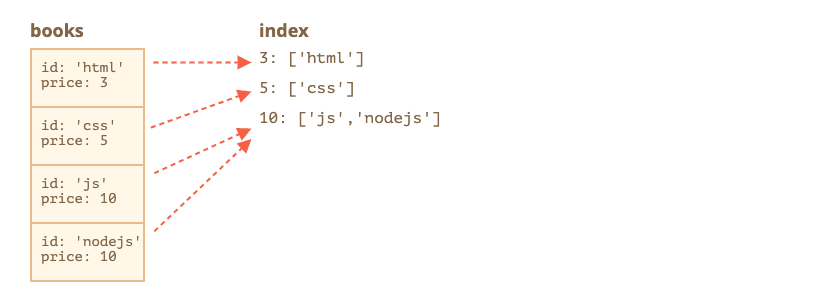 books
id: 'html'
price: 3
id: 'css'
price: 5
id: 'js'
price: 10
id: 'nodejs'
price: 10
index
3: ['html']
5: ['css']
10: ['js','nodejs']